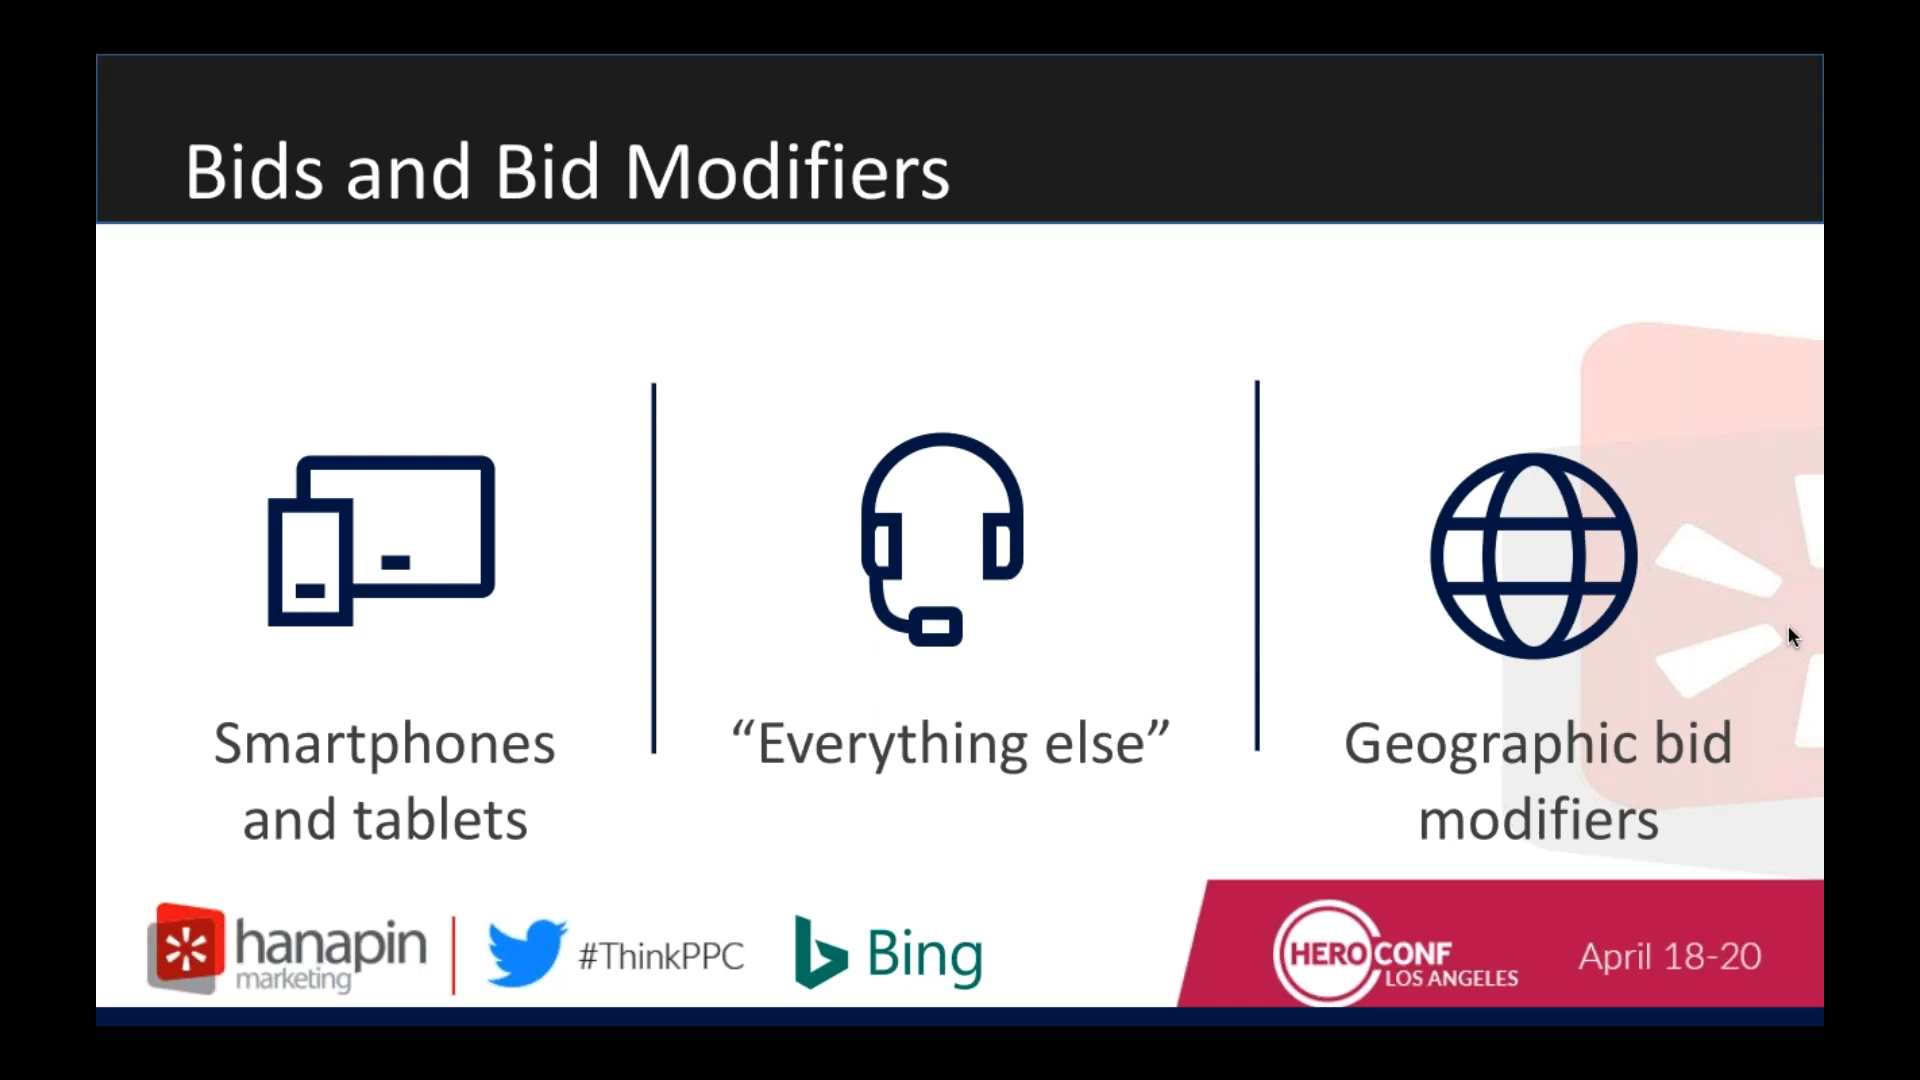 Bids and Bid Modifiers
Smartphones
and tablets
“Everything else”
Geographic bid
modifiers
hanapin
marketing
#ThinkPPC
Bing
HERO CONF
LOS ANGELES
April 18-20